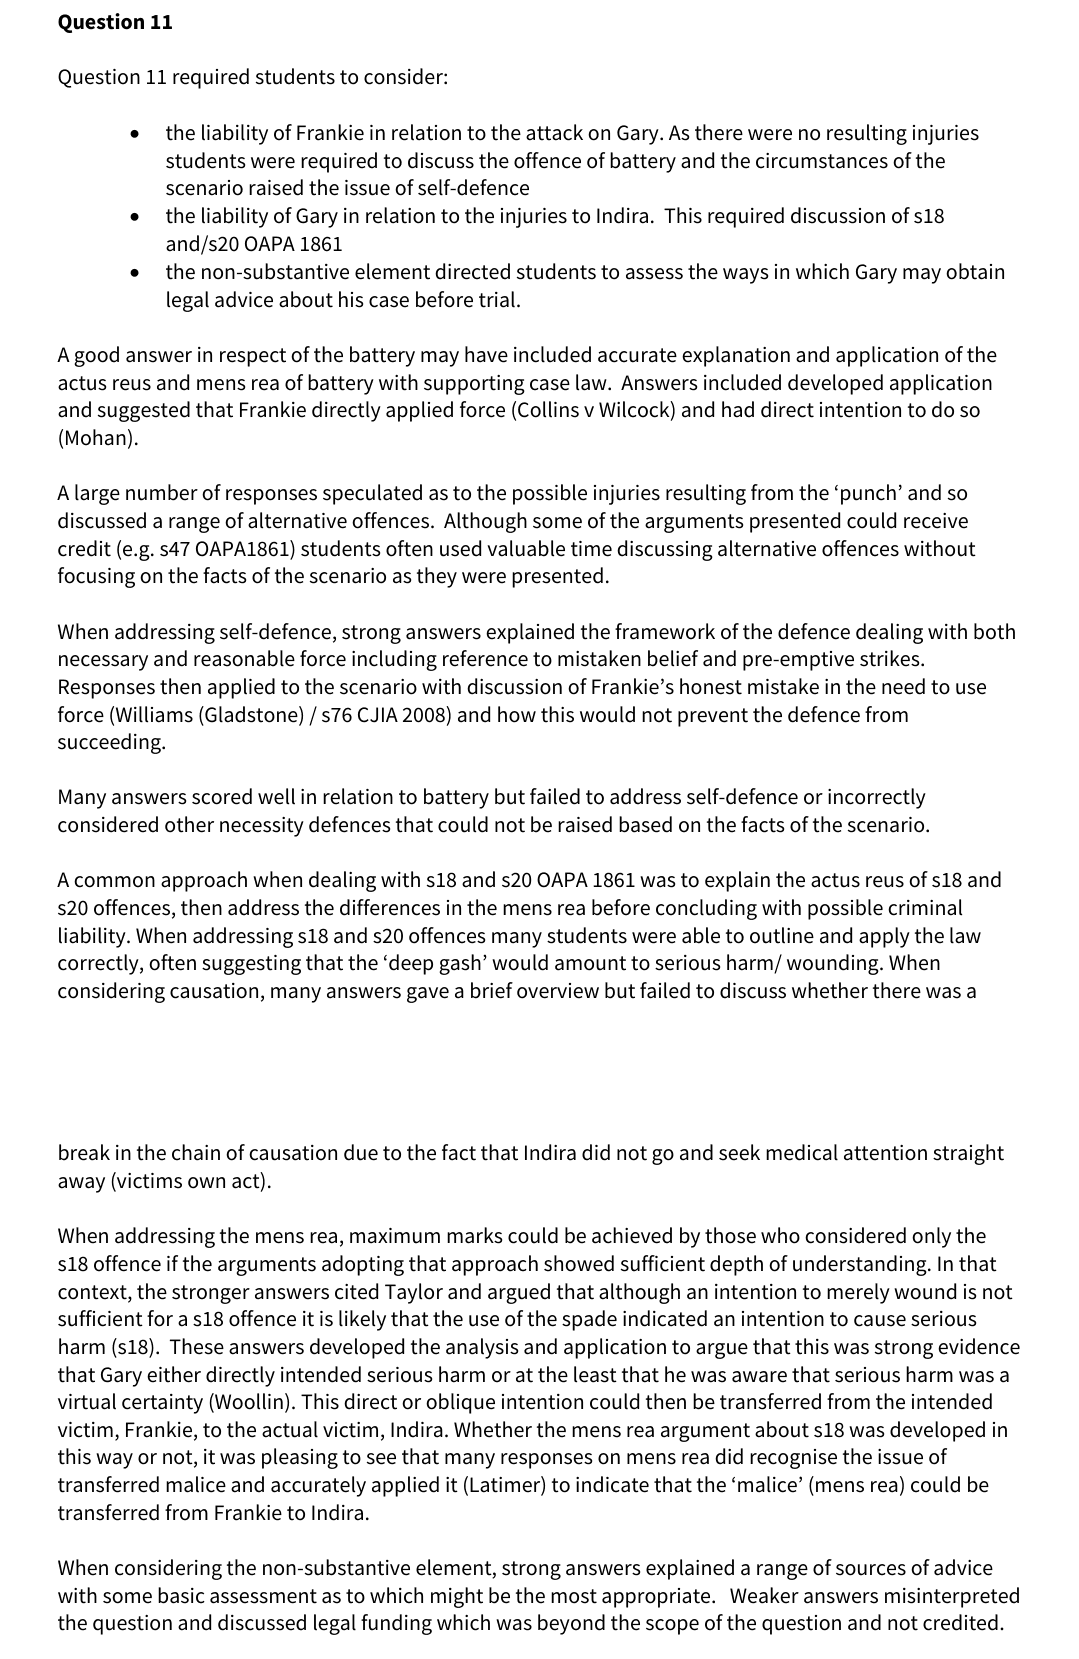 Question 11
Question 11 required students to consider:
• the liability of Frankie in relation to the attack on Gary. As there were no resulting injuries
students were required to discuss the offence of battery and the circumstances of the
scenario raised the issue of self-defence
• the liability of Gary in relation to the injuries to Indira.  This required discussion of s18
and/s20 OAPA 1861
• the non-substantive element directed students to assess the ways in which Gary may obtain
legal advice about his case before trial.
A good answer in respect of the battery may have included accurate explanation and application of the
actus reus and mens rea of battery with supporting case law.  Answers included developed application
and suggested that Frankie directly applied force (Collins v Wilcock) and had direct intention to do so
(Mohan).
A large number of responses speculated as to the possible injuries resulting from the ‘punch’ and so
discussed a range of alternative offences.  Although some of the arguments presented could receive
credit (e.g. s47 OAPA1861) students often used valuable time discussing alternative offences without
focusing on the facts of the scenario as they were presented.
When addressing self-defence, strong answers explained the framework of the defence dealing with both
necessary and reasonable force including reference to mistaken belief and pre-emptive strikes.
Responses then applied to the scenario with discussion of Frankie’s honest mistake in the need to use
force (Williams (Gladstone) / s76 CJIA 2008) and how this would not prevent the defence from
succeeding.
Many answers scored well in relation to battery but failed to address self-defence or incorrectly
considered other necessity defences that could not be raised based on the facts of the scenario.
A common approach when dealing with s18 and s20 OAPA 1861 was to explain the actus reus of s18 and
s20 offences, then address the differences in the mens rea before concluding with possible criminal
liability. When addressing s18 and s20 offences many students were able to outline and apply the law
correctly, often suggesting that the ‘deep gash’ would amount to serious harm/ wounding. When
considering causation, many answers gave a brief overview but failed to discuss whether there was a
break in the chain of causation due to the fact that Indira did not go and seek medical attention straight
away (victims own act).
When addressing the mens rea, maximum marks could be achieved by those who considered only the
s18 offence if the arguments adopting that approach showed sufficient depth of understanding. In that
context, the stronger answers cited Taylor and argued that although an intention to merely wound is not
sufficient for a s18 offence it is likely that the use of the spade indicated an intention to cause serious
harm (s18).  These answers developed the analysis and application to argue that this was strong evidence
that Gary either directly intended serious harm or at the least that he was aware that serious harm was a
virtual certainty (Woollin). This direct or oblique intention could then be transferred from the intended
victim, Frankie, to the actual victim, Indira. Whether the mens rea argument about s18 was developed in
this way or not, it was pleasing to see that many responses on mens rea did recognise the issue of
transferred malice and accurately applied it (Latimer) to indicate that the ‘malice’ (mens rea) could be
transferred from Frankie to Indira.
When considering the non-substantive element, strong answers explained a range of sources of advice
with some basic assessment as to which might be the most appropriate.   Weaker answers misinterpreted
the question and discussed legal funding which was beyond the scope of the question and not credited.